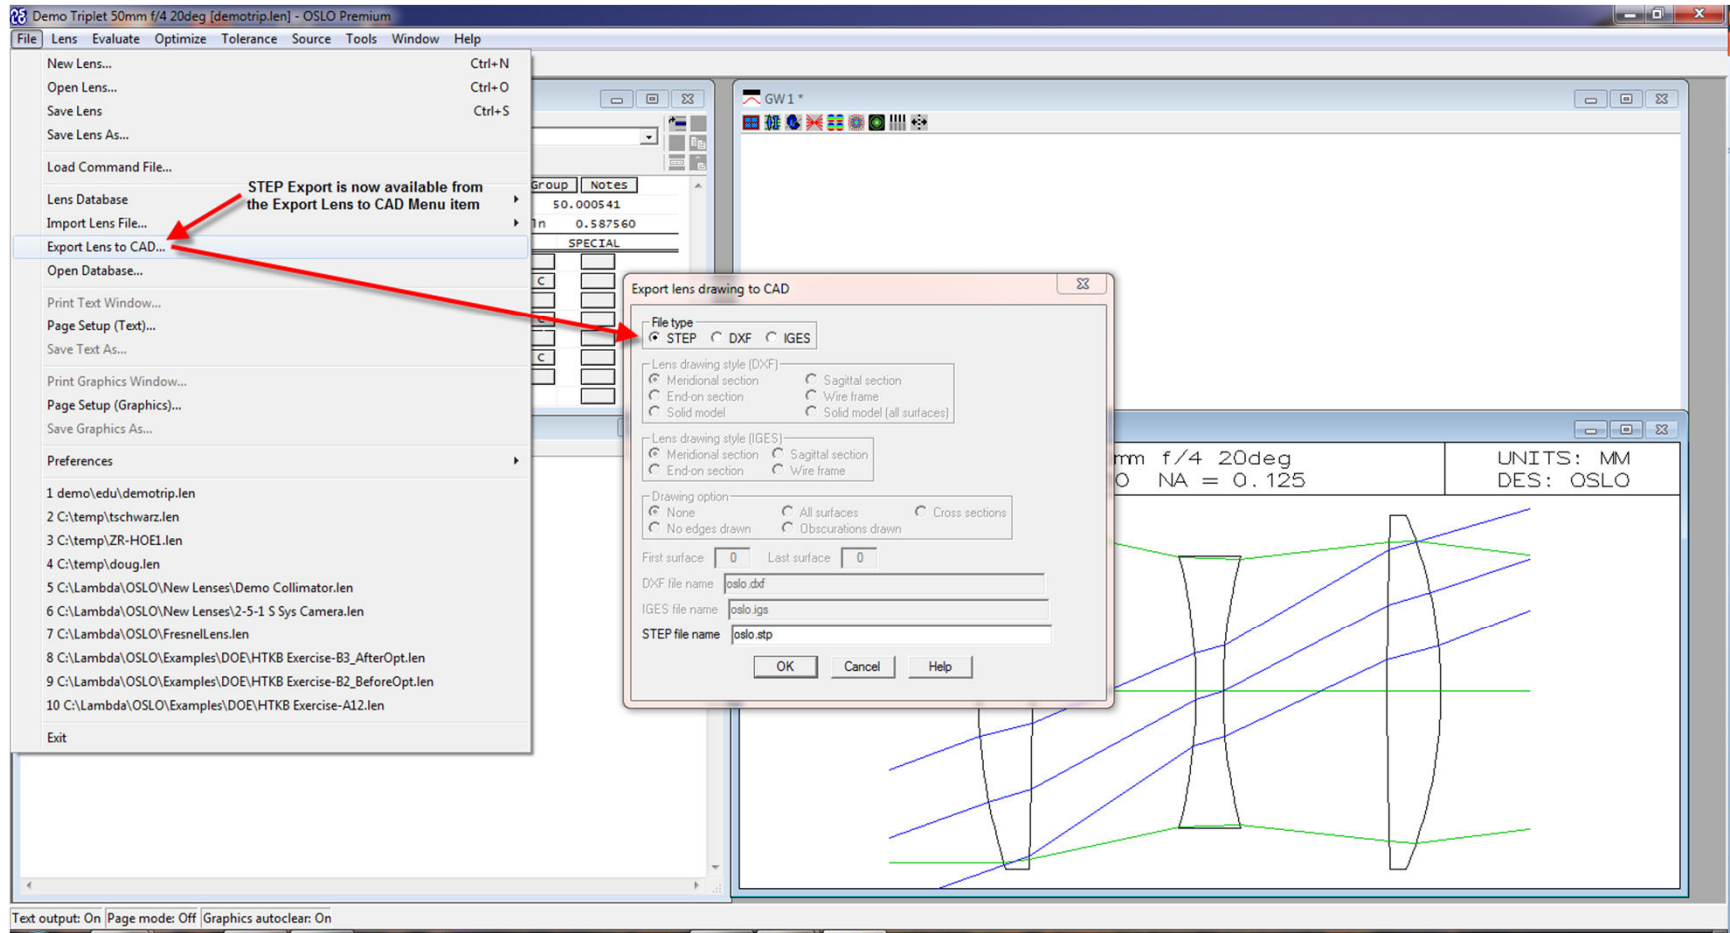 Demo Triplet 50mm f/4 20deg [demotrip.len] - OSLO Premium
File Lens Evaluate Optimize Tolerance Source Tools Window Help
New Lens... Ctrl+N
Open Lens... Ctrl+O
Save Lens Ctrl+S
Save Lens As...
Load Command File...
Lens Database
Import Lens File...
Export Lens to CAD...
Open Database...
Print Text Window...
Page Setup (Text)...
Save Text As...
Print Graphics Window...
Page Setup (Graphics)...
Save Graphics As...
Preferences
1 demo\edu\demotrip.len
2 C:\temp\tschwarz.len
3 C:\temp\ZR-HOE1.len
4 C:\temp\doug.len
5 C:\Lambda\OSLO\New Lenses\Demo Collimator.len
6 C:\Lambda\OSLO\New Lenses\2-5-1 S Sys Camera.len
7 C:\Lambda\OSLO\FresnelLens.len
8 C:\Lambda\OSLO\Examples\DOE\HTKB Exercise-B3_AfterOpt.len
9 C:\Lambda\OSLO\Examples\DOE\HTKB Exercise-B2_BeforeOpt.len
10 C:\Lambda\OSLO\Examples\DOE\HTKB Exercise-A12.len
Exit
STEP Export is now available from
the Export Lens to CAD Menu item
Group Notes
50.000541
ln 0.587560
SPECIAL
C
C
C
GW 1 *
Export lens drawing to CAD
File type
STEP DXF IGES
Lens drawing style (DXF)
Meridional section Sagittal section
End-on section Wire frame
Solid model Solid model (all surfaces)
Lens drawing style (IGES)
Meridional section Sagittal section
End-on section Wire frame
Drawing option
None All surfaces Cross sections
No edges drawn Obscurations drawn
First surface 0 Last surface 0
DXF file name oslo.dxf
IGES file name oslo.igs
STEP file name oslo.stp
OK Cancel Help
mm f/4 20deg
O NA = 0.125
UNITS: MM
DES: OSLO
Text output: On Page mode: Off Graphics autoclear: On